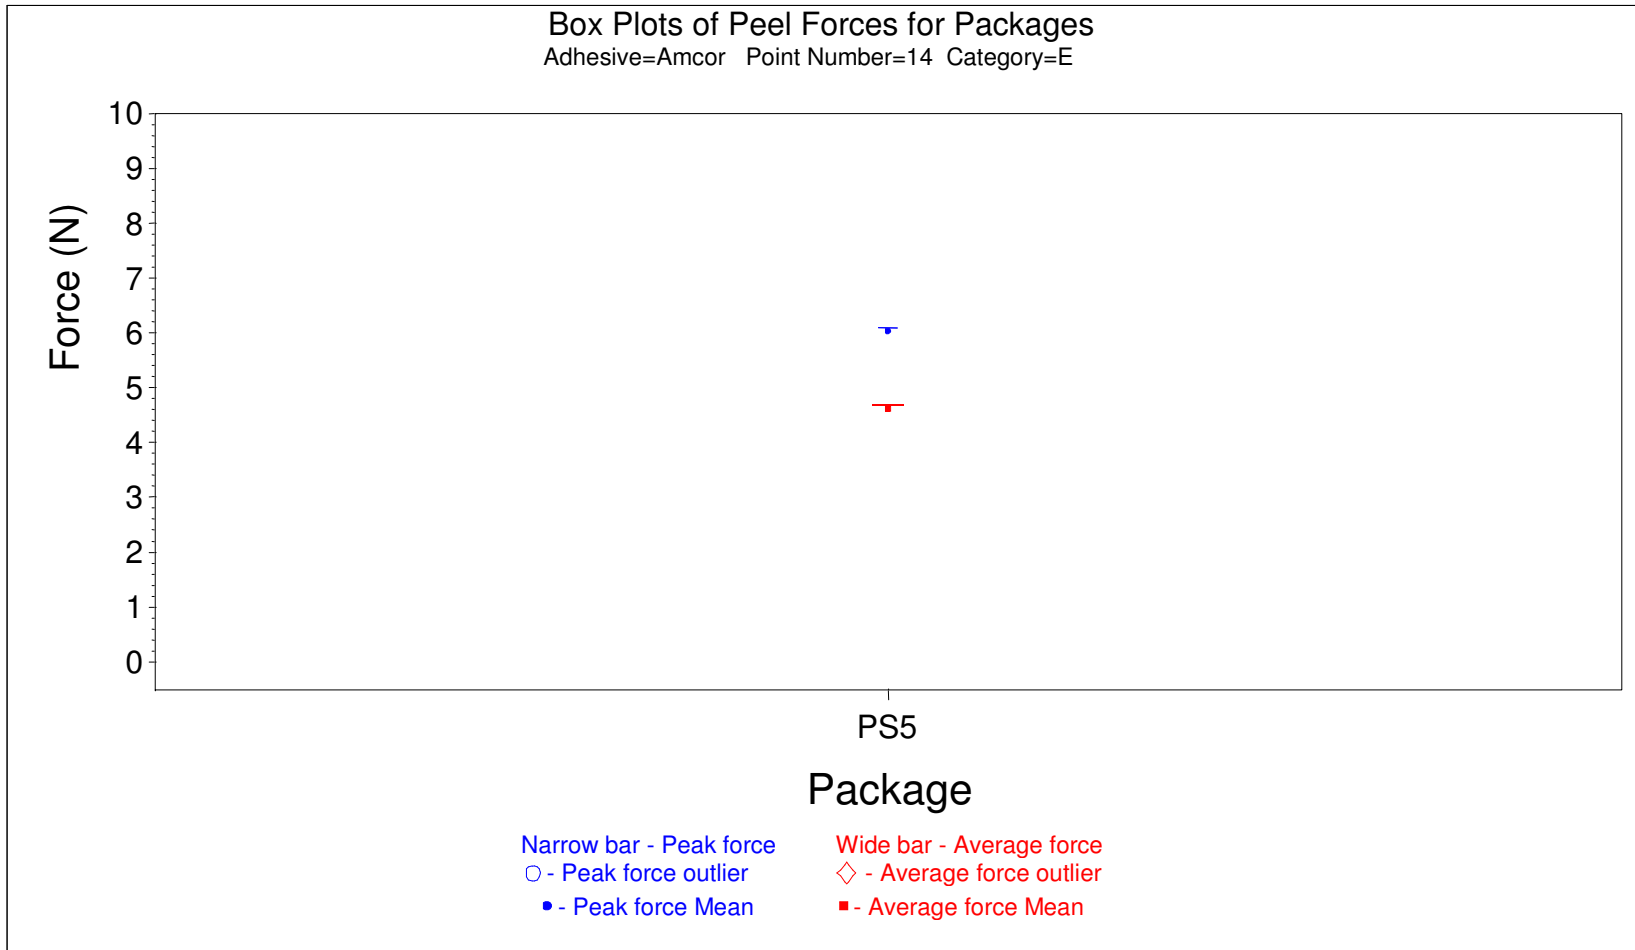 Box Plots of Peel Forces for Packages
Adhesive=Amcor Point Number=14 Category=E
Force (N)
10
9
8
7
6
5
4
3
2
1
0
PS5
Package
Narrow bar - Peak force Wide bar - Average force
- Peak force outlier - Average force outlier
- Peak force Mean - Average force Mean